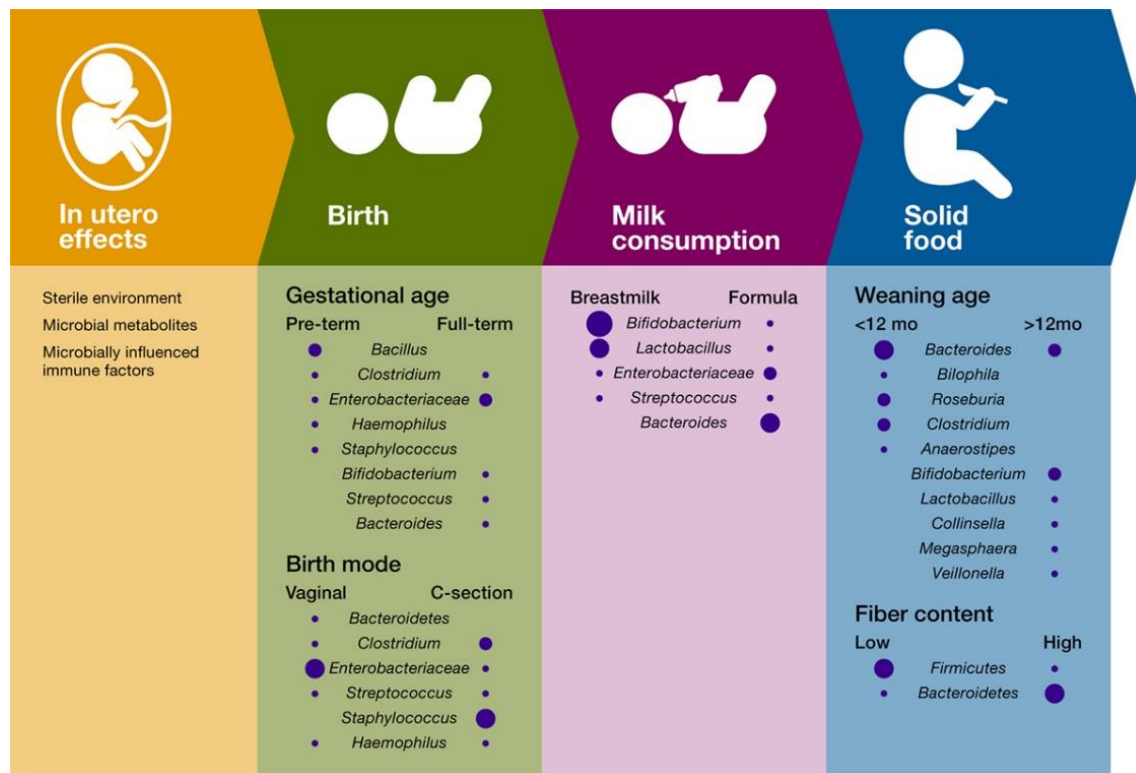 In utero
effects
Birth
Milk
consumption
Solid
food
Sterile environment
Microbial metabolites
Microbially influenced
immune factors
Gestational age
Pre-term Full-term
Bacillus
Clostridium
Enterobacteriaceae
Haemophilus
Staphylococcus
Bifidobacterium
Streptococcus
Bacteroides
Birth mode
Vaginal C-section
Bacteroidetes
Clostridium
Enterobacteriaceae
Streptococcus
Staphylococcus
Haemophilus
Breastmilk Formula
Bifidobacterium
Lactobacillus
Enterobacteriaceae
Streptococcus
Bacteroides
Weaning age
<12 mo >12mo
Bacteroides
Bilophila
Roseburia
Clostridium
Anaerostipes
Bifidobacterium
Lactobacillus
Collinsella
Megasphaera
Veillonella
Fiber content
Low High
Firmicutes
Bacteroidetes